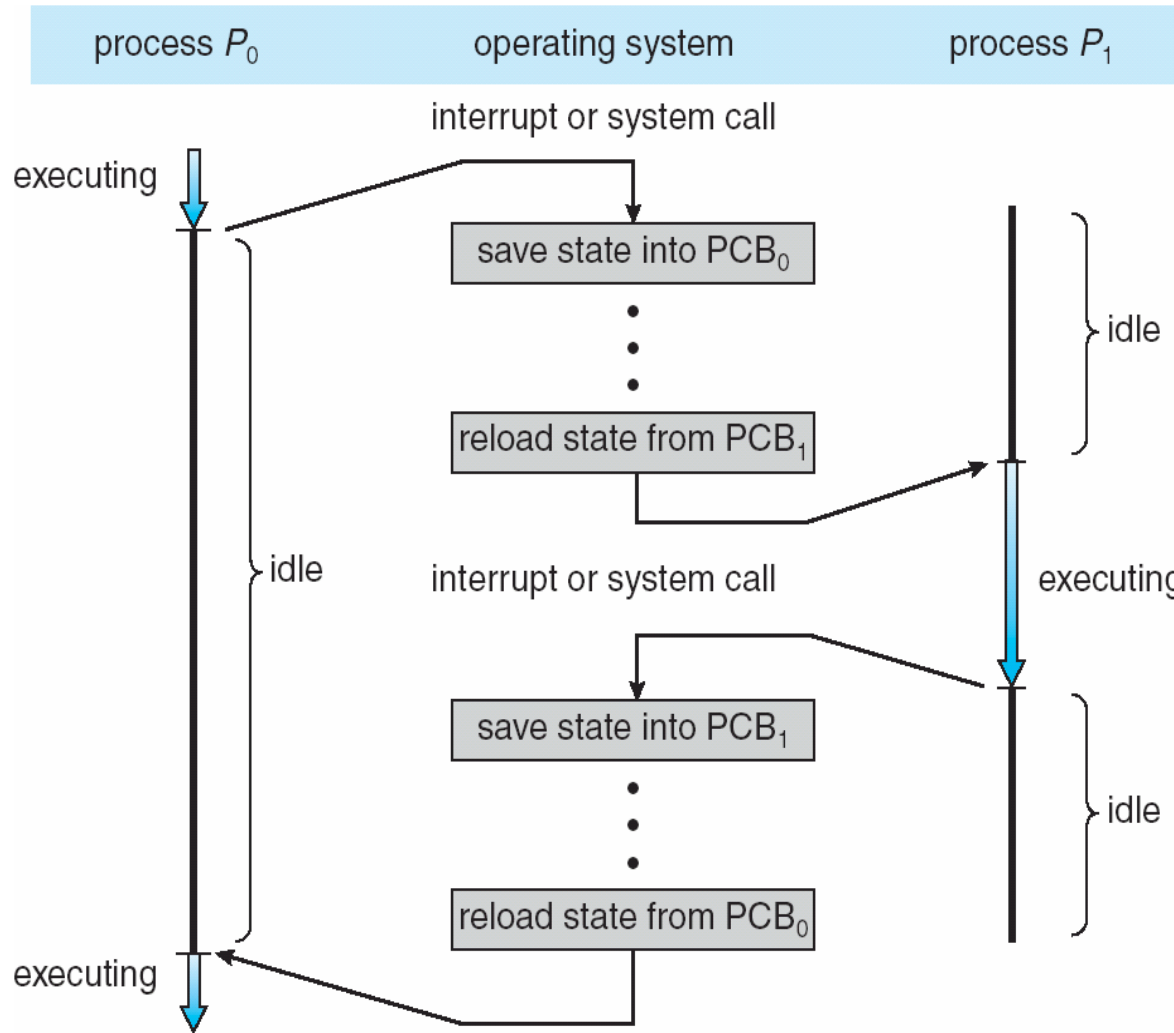 process P₀
operating system
process P₁
interrupt or system call
executing
save state into PCB₀
idle
reload state from PCB₁
idle
interrupt or system call
executing
save state into PCB₁
idle
reload state from PCB₀
executing